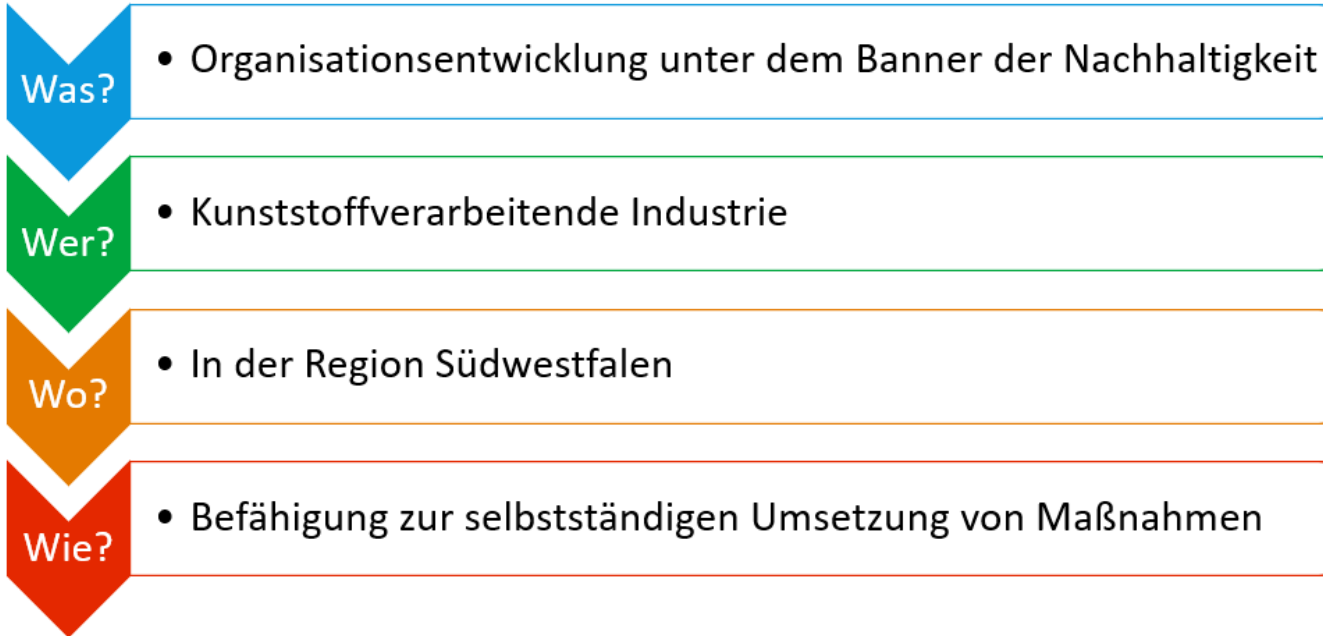 Was?
• Organisationsentwicklung unter dem Banner der Nachhaltigkeit
Wer?
• Kunststoffverarbeitende Industrie
Wo?
• In der Region Südwestfalen
Wie?
• Befähigung zur selbstständigen Umsetzung von Maßnahmen